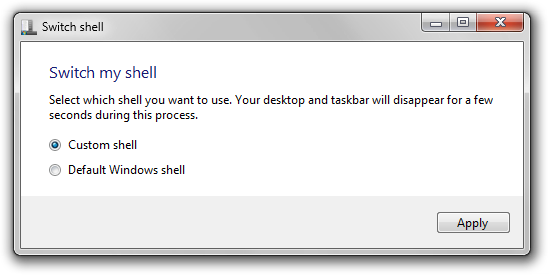 Switch shell
Switch my shell
Select which shell you want to use. Your desktop and taskbar will disappear for a few
seconds during this process.
Custom shell
Default Windows shell
Apply